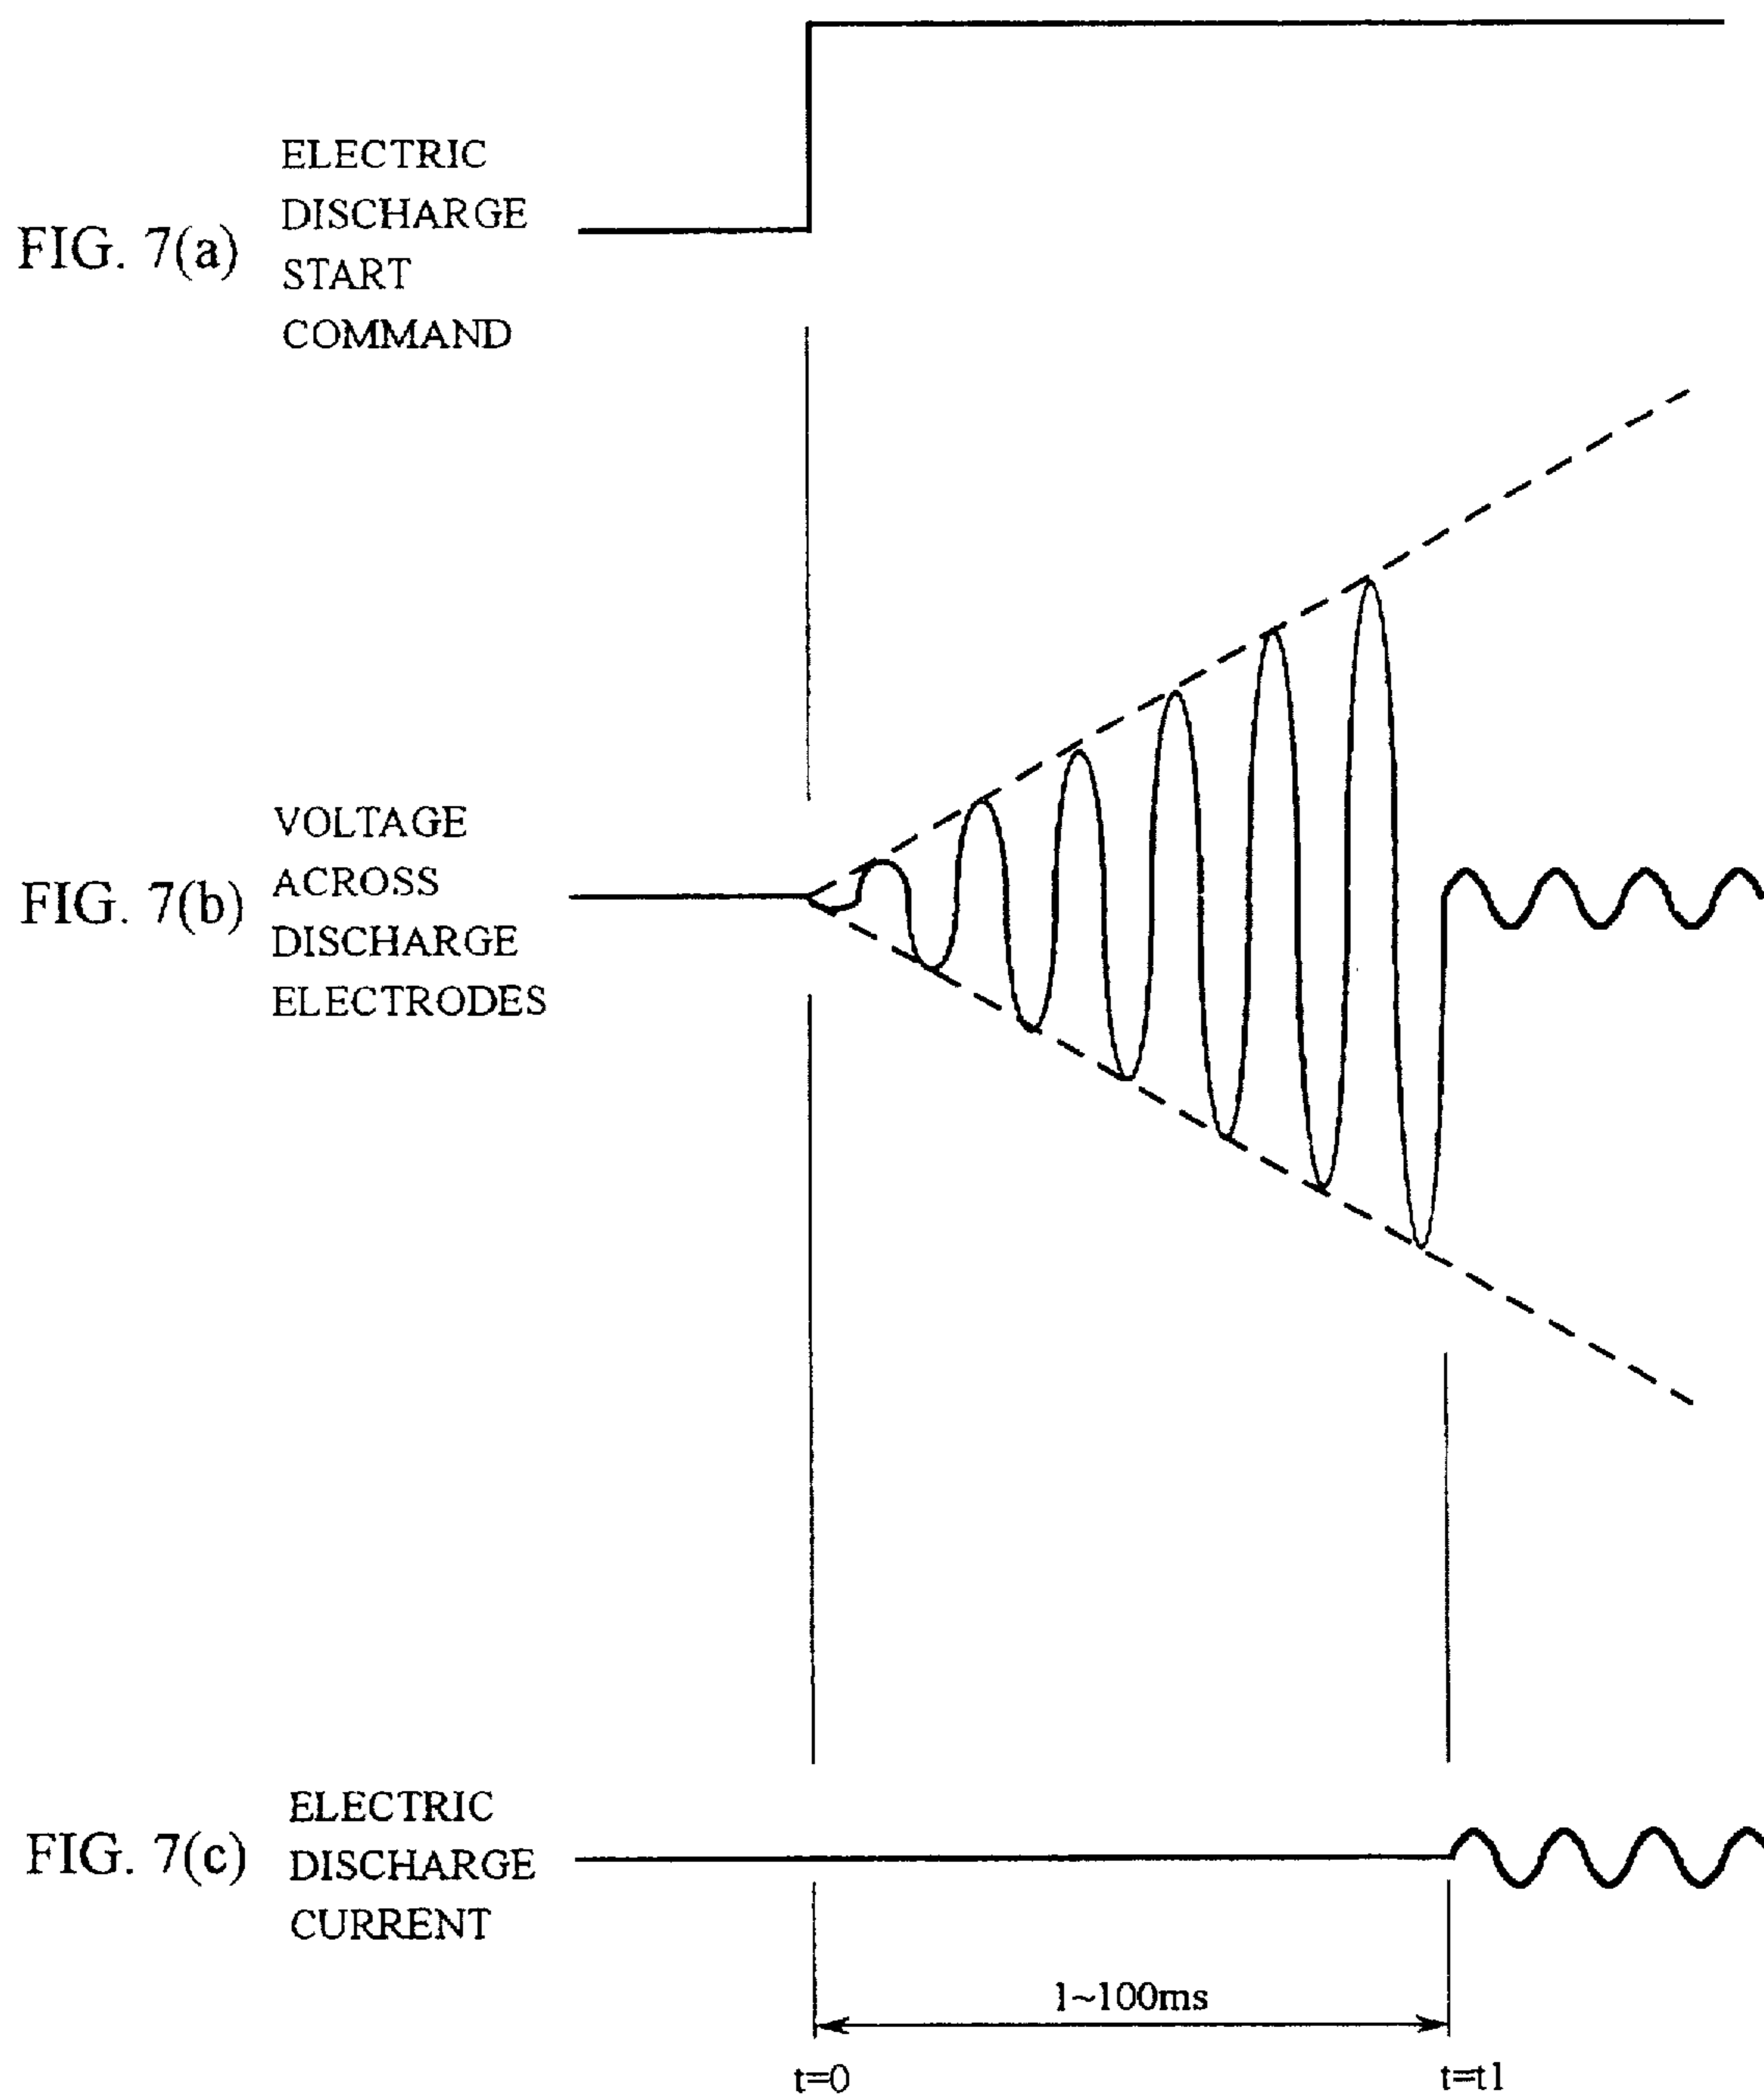 ELECTRIC
DISCHARGE
FIG. 7(a)
START
COMMAND
VOLTAGE
ACROSS
FIG. 7(b)
DISCHARGE
ELECTRODES
ELECTRIC
FIG. 7(c) DISCHARGE
CURRENT
1~100ms
t=0 t=t1